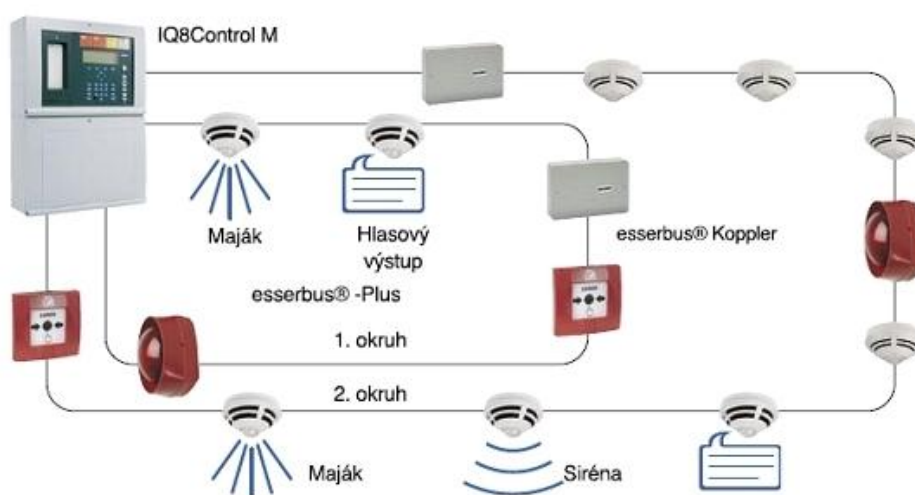 IQ8Control M
Maják
Hlasový
výstup
esserbus® Koppler
esserbus® -Plus
1. okruh
2. okruh
Maják
Siréna